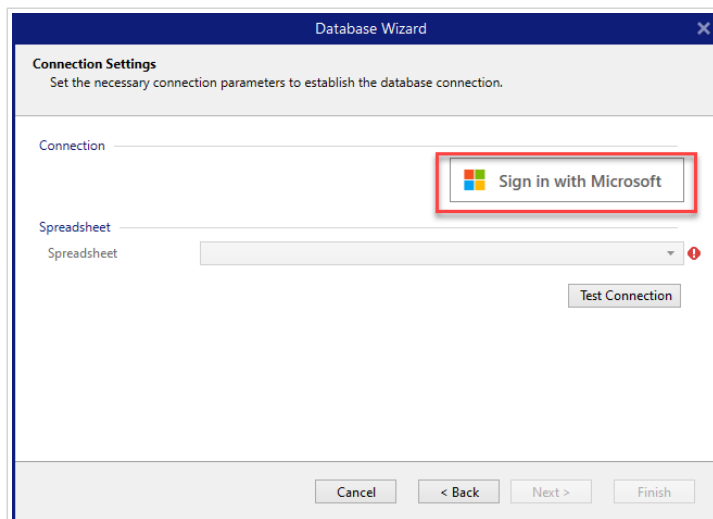 Database Wizard
Connection Settings
Set the necessary connection parameters to establish the database connection.
Connection
Sign in with Microsoft
Spreadsheet
Spreadsheet
Test Connection
Cancel
< Back
Next >
Finish